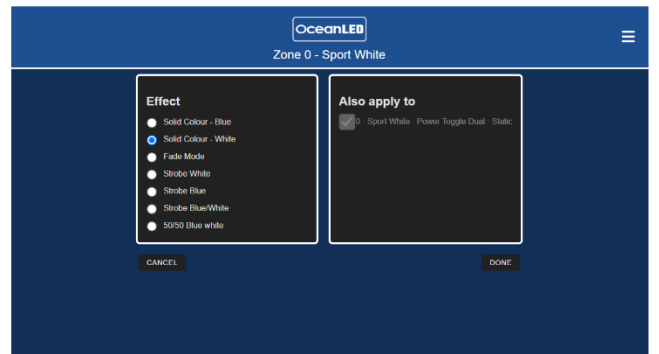 OceanLED
Zone 0 - Sport White
Effect
Solid Colour - Blue
Solid Colour - White
Fade Mode
Strobe White
Strobe Blue
Strobe Blue/White
50/50 Blue white
Also apply to
0 - Sport White - Power Toggle Dual - Static
CANCEL
DONE